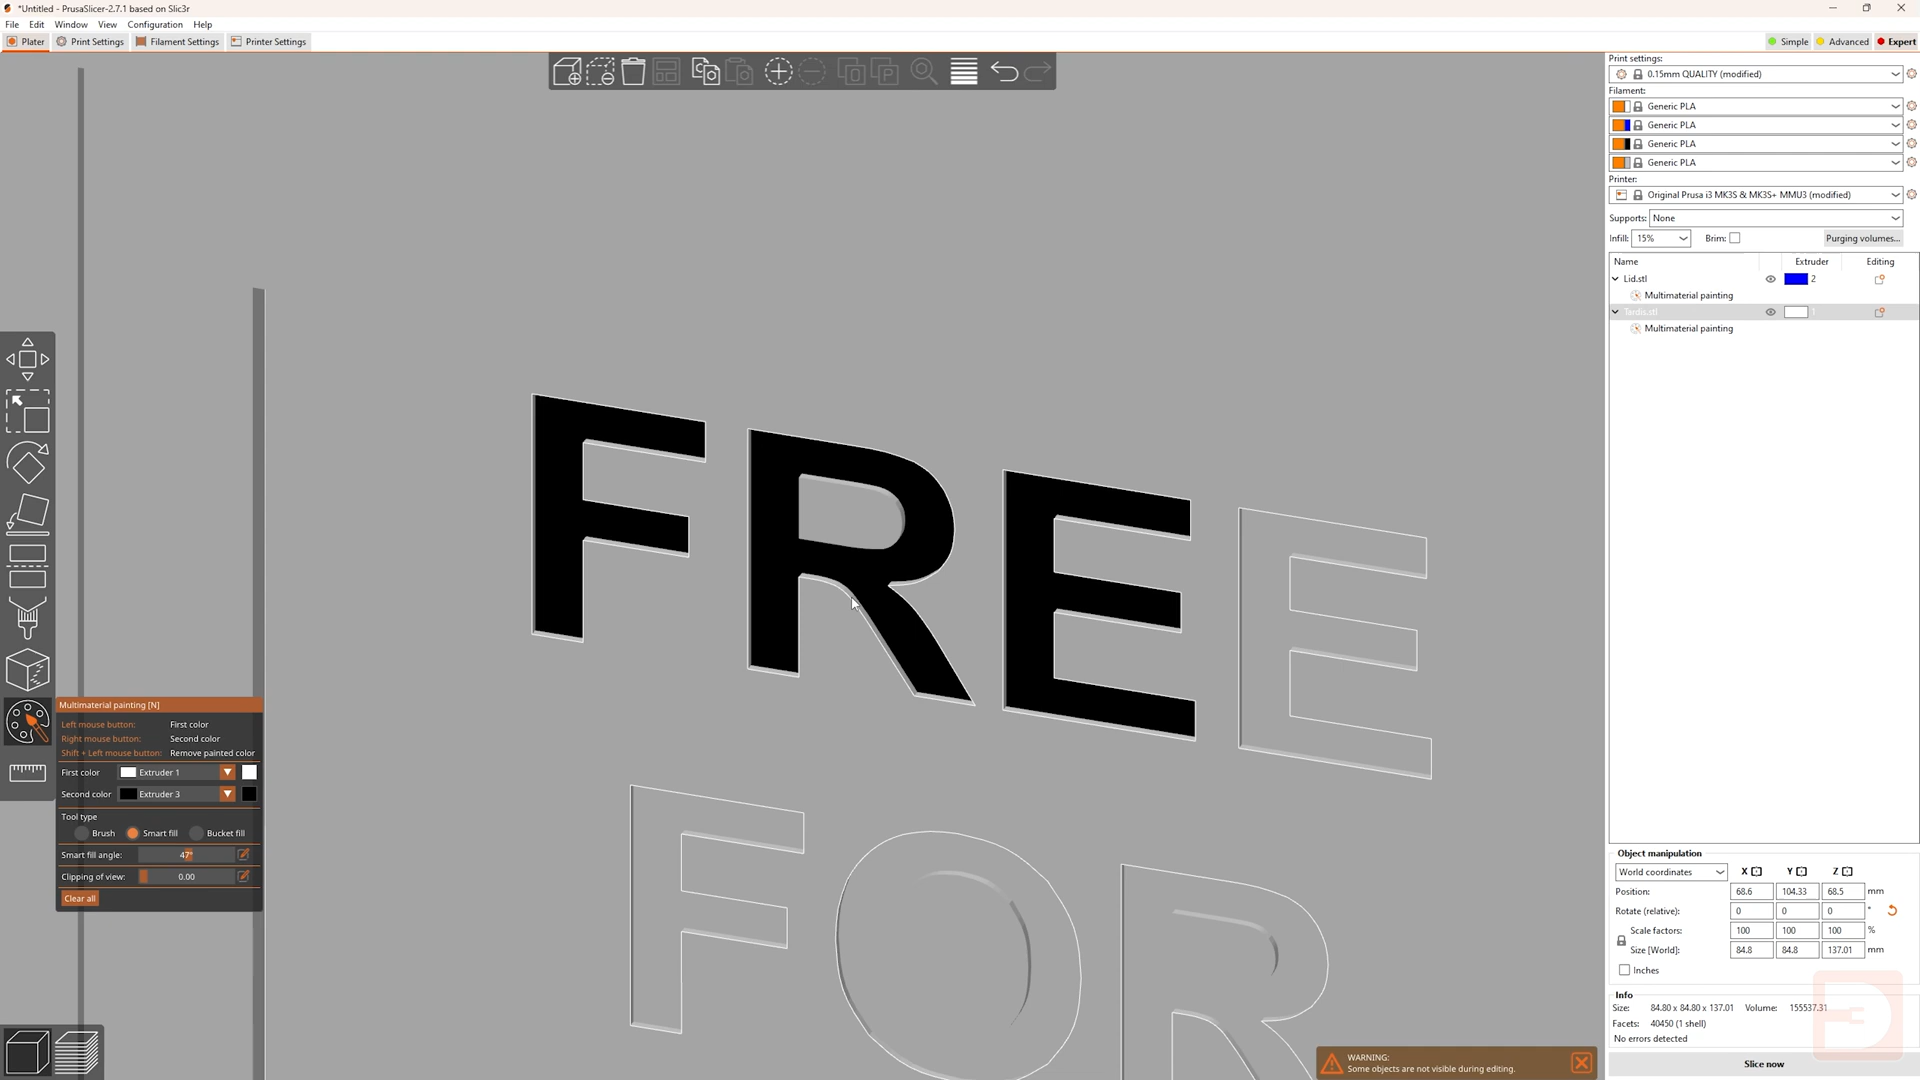 *Untitled - PrusaSlicer-2.7.1 based on Slic3r
File Edit Window View Configuration Help
Plater Print Settings Filament Settings Printer Settings
Simple Advanced Expert
Print settings:
0.15mm QUALITY (modified)
Filament:
Generic PLA
Generic PLA
Generic PLA
Generic PLA
Printer:
Original Prusa i3 MK3S & MK3S+ MMU3 (modified)
Supports: None
Infill: 15% Brim: Purging volumes...
Name Extruder Editing
Lid.stl 2
Multimaterial painting
Tardis.stl 1
Multimaterial painting
FREE
FOR
Multimaterial painting [N]
Left mouse button: First color
Right mouse button: Second color
Shift + Left mouse button: Remove painted color
First color Extruder 1
Second color Extruder 3
Tool type
Brush Smart fill Bucket fill
Smart fill angle: 47°
Clipping of view: 0.00
Clear all
Object manipulation
World coordinates X Y Z
Position: 68.6 104.33 68.5 mm
Rotate (relative): 0 0 0 °
Scale factors: 100 100 100 %
Size [World]: 84.8 84.8 137.01 mm
Inches
Info
Size: 84.80 x 84.80 x 137.01 Volume: 155537.31
Facets: 40450 (1 shell)
No errors detected
Slice now
WARNING:
Some objects are not visible during editing.